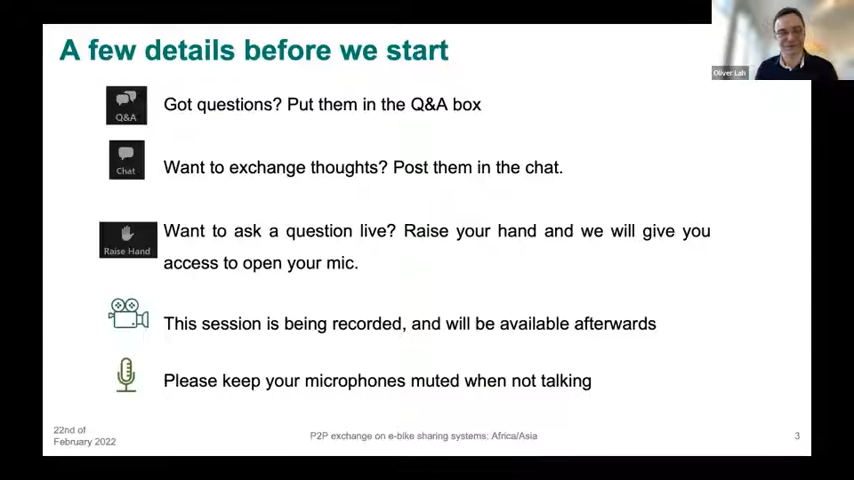 A few details before we start
Oliver Lah
Q&A
Got questions? Put them in the Q&A box
Chat
Want to exchange thoughts? Post them in the chat.
Raise Hand
Want to ask a question live? Raise your hand and we will give you
access to open your mic.
This session is being recorded, and will be available afterwards
Please keep your microphones muted when not talking
22nd of
February 2022
P2P exchange on e-bike sharing systems: Africa/Asia
3